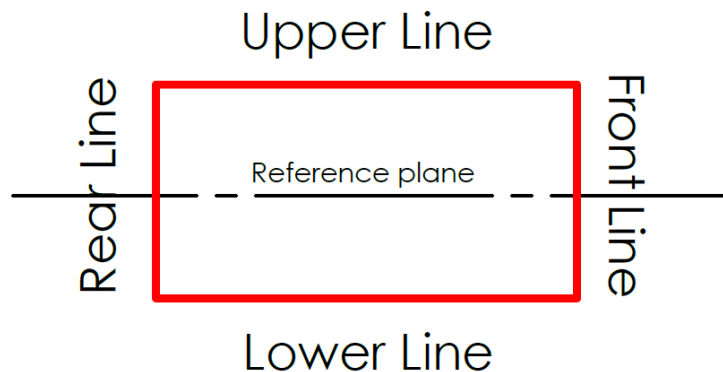 Upper Line
Rear Line
Reference plane
Front Line
Lower Line